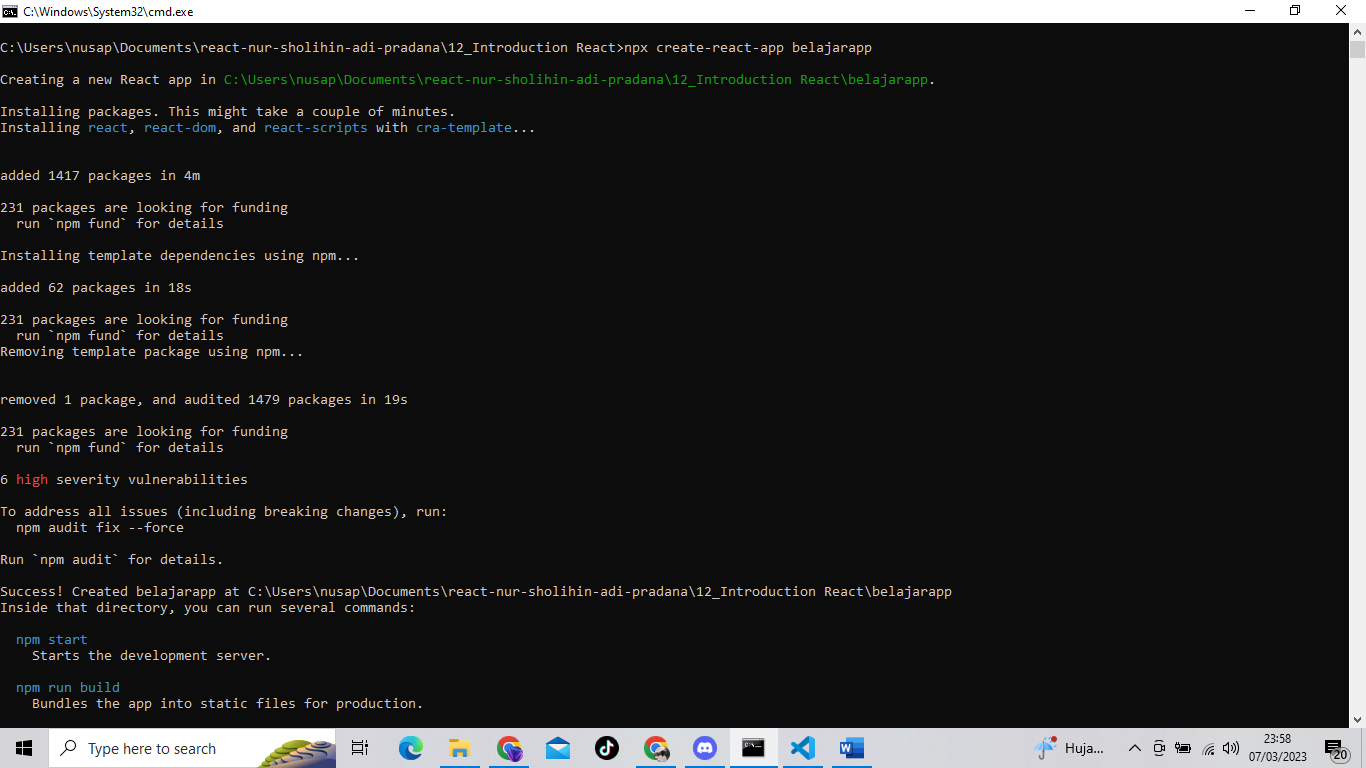 C:\Windows\System32\cmd.exe
C:\Users\nusap\Documents\react-nur-sholihin-adi-pradana\12_Introduction React>npx create-react-app belajarapp
Creating a new React app in C:\Users\nusap\Documents\react-nur-sholihin-adi-pradana\12_Introduction React\belajarapp.
Installing packages. This might take a couple of minutes.
Installing react, react-dom, and react-scripts with cra-template...
added 1417 packages in 4m
231 packages are looking for funding
run `npm fund` for details
Installing template dependencies using npm...
added 62 packages in 18s
231 packages are looking for funding
run `npm fund` for details
Removing template package using npm...
removed 1 package, and audited 1479 packages in 19s
231 packages are looking for funding
run `npm fund` for details
6 high severity vulnerabilities
To address all issues (including breaking changes), run:
npm audit fix --force
Run `npm audit` for details.
Success! Created belajarapp at C:\Users\nusap\Documents\react-nur-sholihin-adi-pradana\12_Introduction React\belajarapp
Inside that directory, you can run several commands:
npm start
Starts the development server.
npm run build
Bundles the app into static files for production.
Type here to search
Huja...
23:58
07/03/2023
20